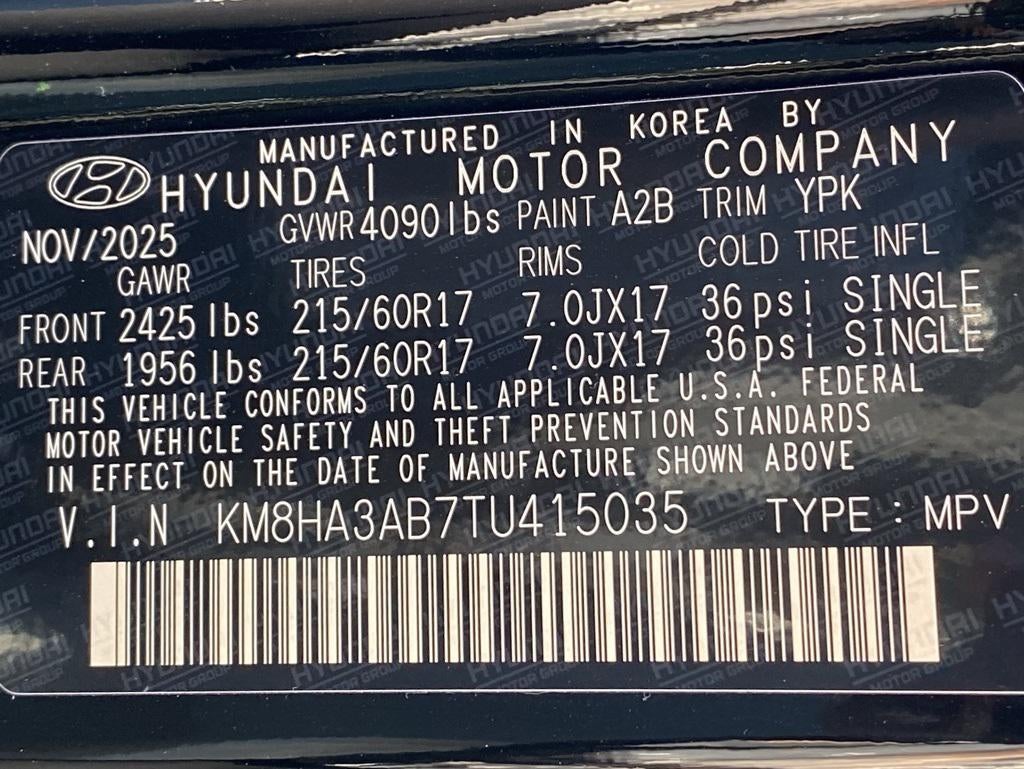 MANUFACTURED IN KOREA BY
HYUNDAI MOTOR COMPANY
NOV/2025 GVWR 4090 lbs PAINT A2B TRIM YPK
GAWR TIRES RIMS COLD TIRE INFL
FRONT 2425 lbs 215/60R17 7.0JX17 36psi SINGLE
REAR 1956 lbs 215/60R17 7.0JX17 36psi SINGLE
THIS VEHICLE CONFORMS TO ALL APPLICABLE U.S.A. FEDERAL
MOTOR VEHICLE SAFETY AND THEFT PREVENTION STANDARDS
IN EFFECT ON THE DATE OF MANUFACTURE SHOWN ABOVE
V.I.N KM8HA3AB7TU415035 TYPE : MPV